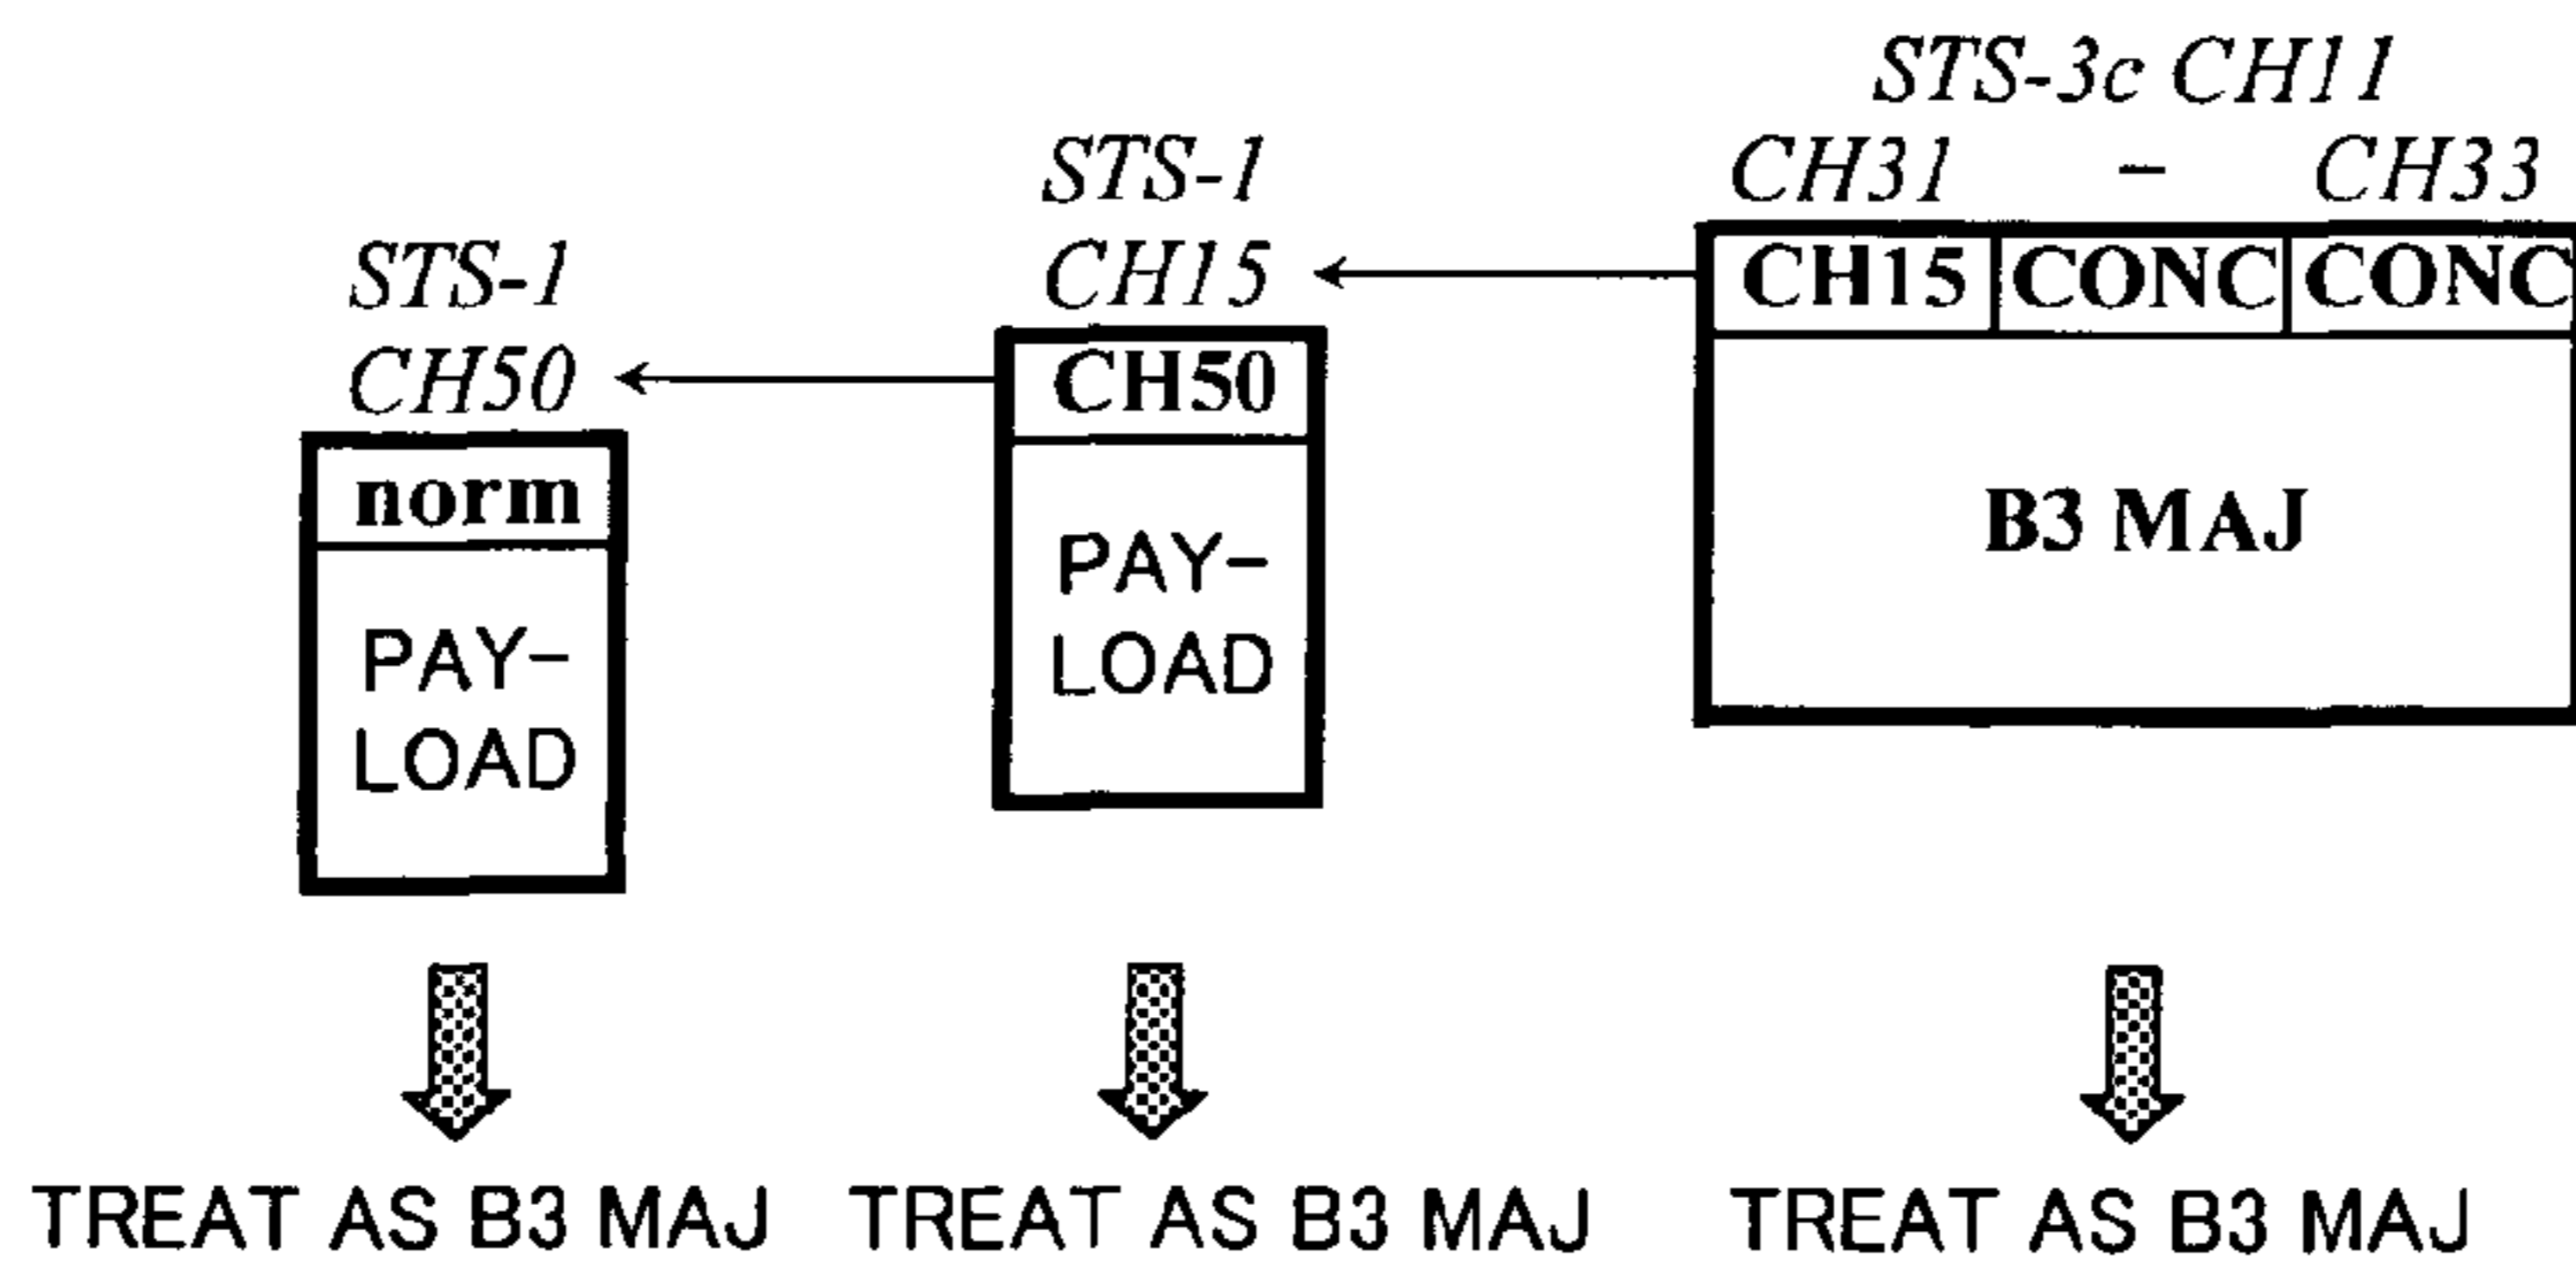 STS-3c CH11
CH31 - CH33
STS-1
CH15
STS-1
CH50
CH15 CONC CONC
CH50
norm
B3 MAJ
PAY-
LOAD
PAY-
LOAD
TREAT AS B3 MAJ TREAT AS B3 MAJ TREAT AS B3 MAJ